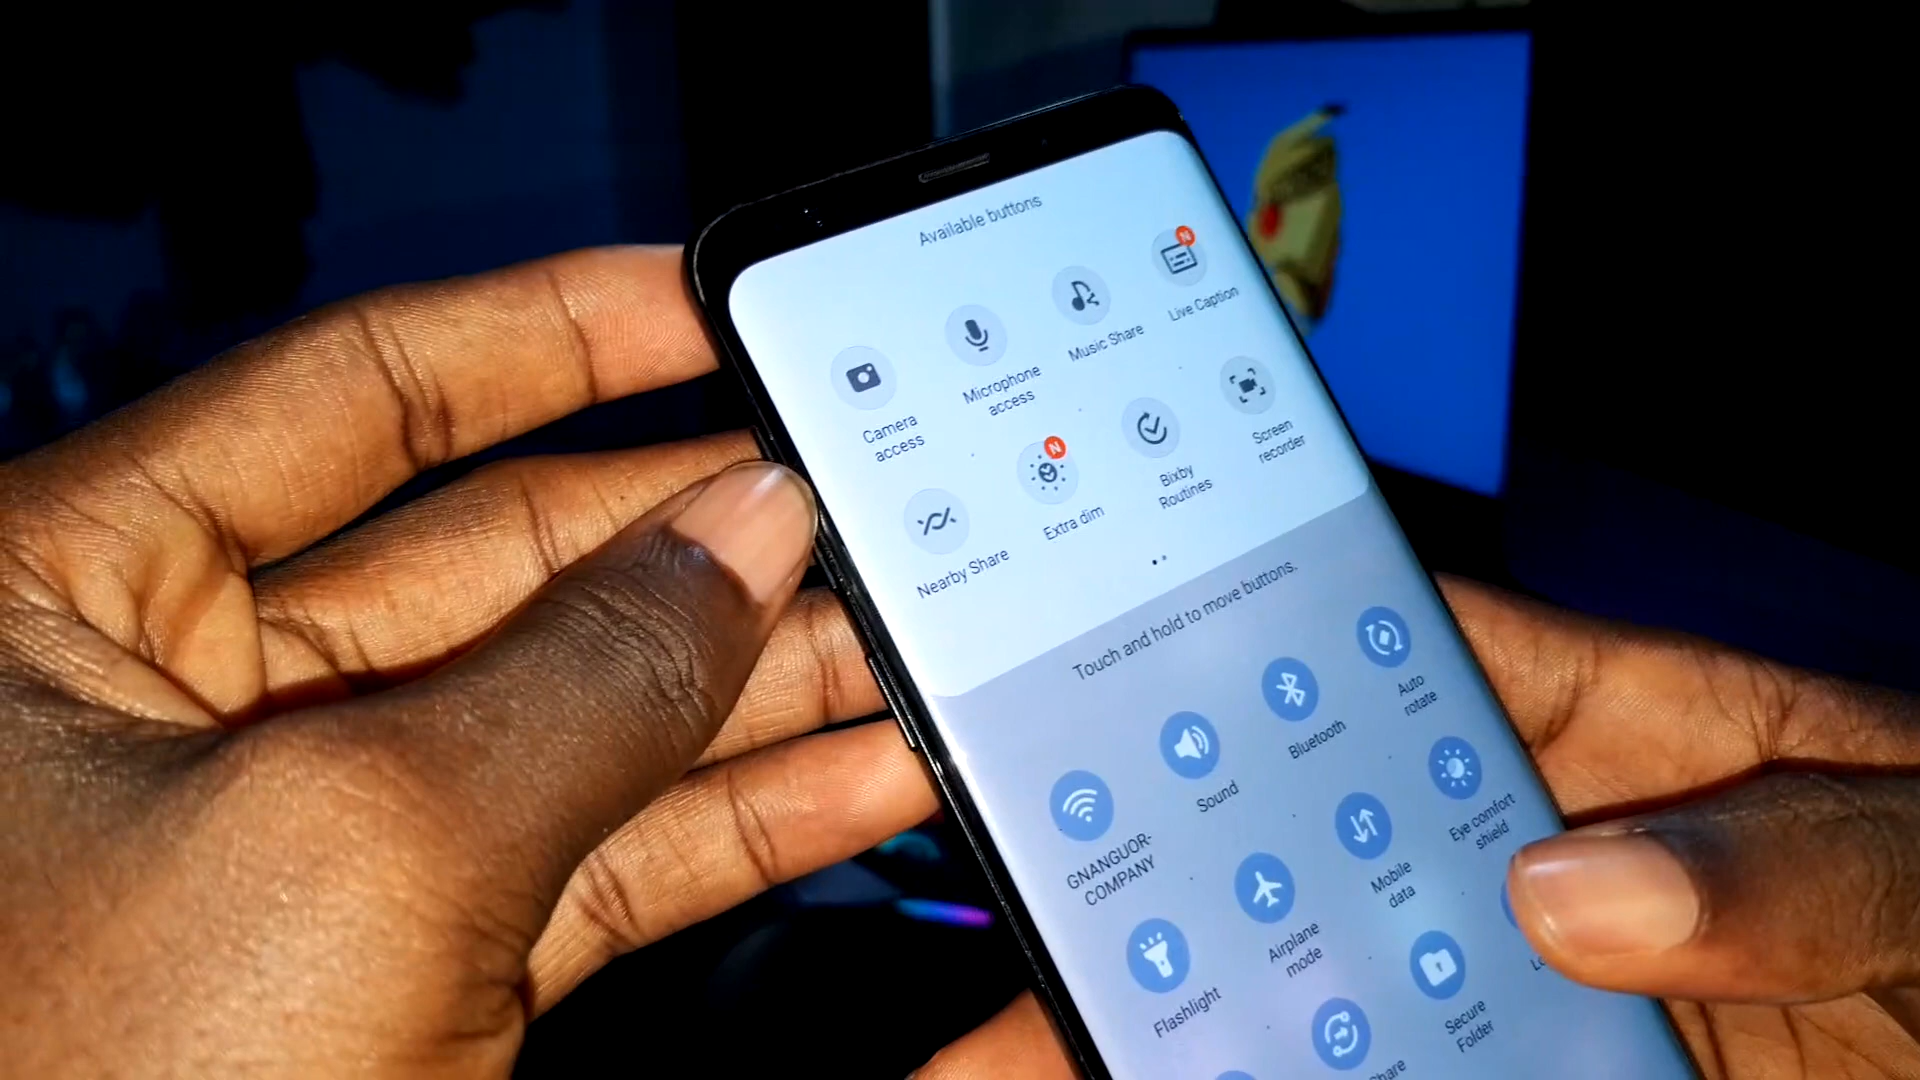 Available buttons
Camera
access
Microphone
access
Music Share
N
Live Caption
Nearby Share
N
Extra dim
Bixby
Routines
Screen
recorder
Touch and hold to move buttons.
GNANGUOR-
COMPANY
Sound
Bluetooth
Auto
rotate
Flashlight
Airplane
mode
Mobile
data
Eye comfort
shield
Secure
Folder